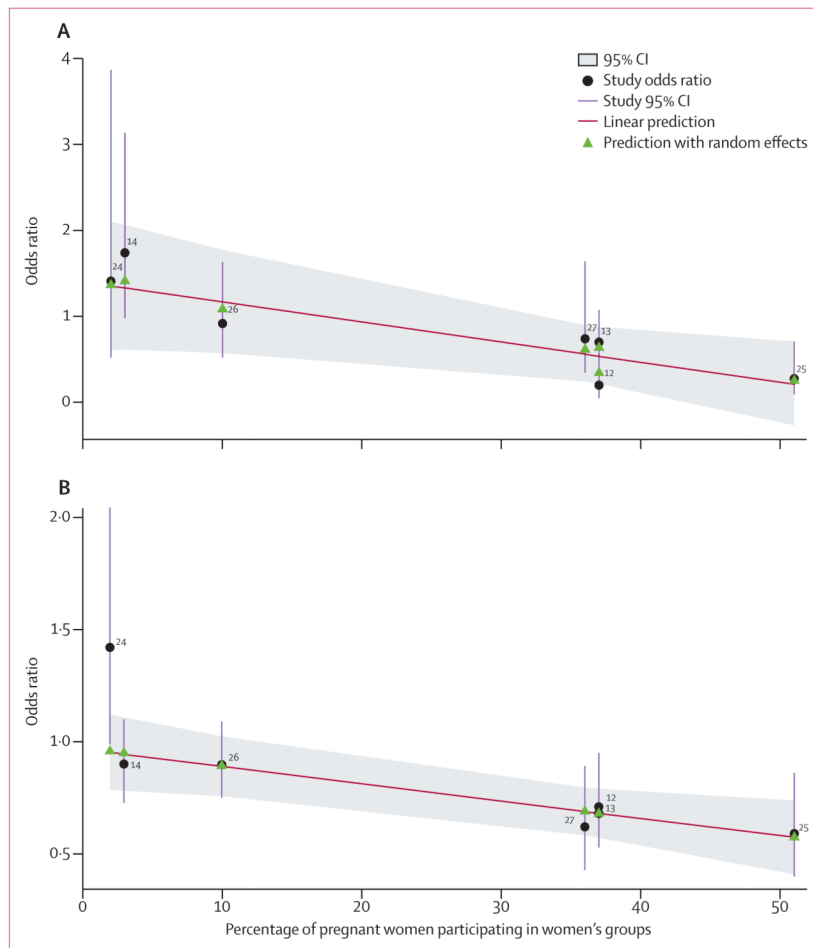 A
4
3
2
1
0
Odds ratio
95% CI
Study odds ratio
Study 95% CI
Linear prediction
Prediction with random effects
24
14
26
27
13
12
25
B
2·0
1·5
1·0
0·5
Odds ratio
24
14
26
27
12
13
25
0
10
20
30
40
50
Percentage of pregnant women participating in women's groups